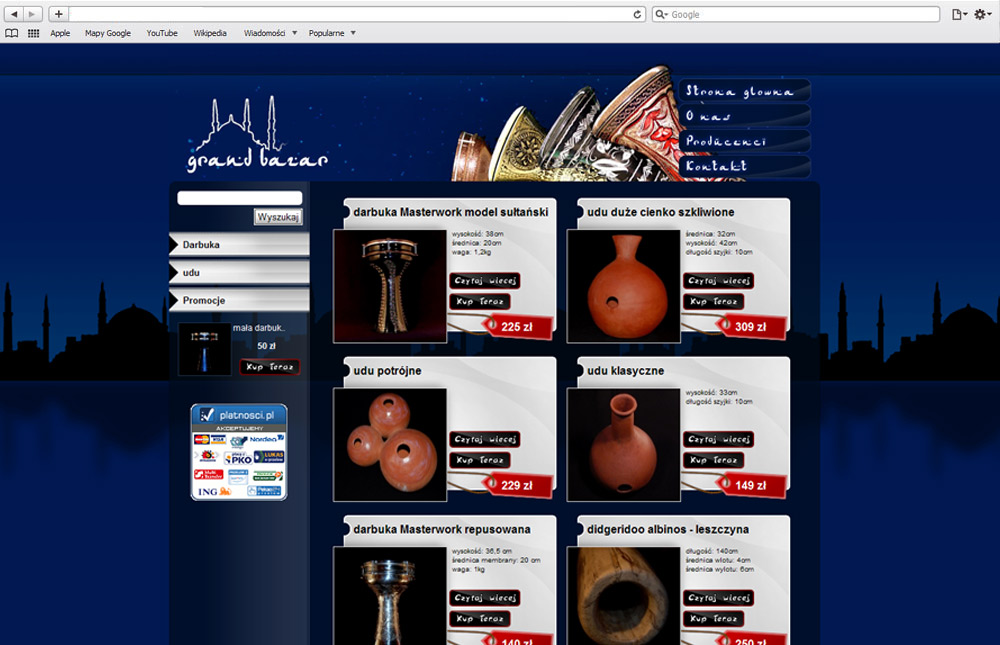 Google
Apple Mapy Google YouTube Wikipedia Wiadomości Popularne
grand bazar
Strona glowna
O nas
Producenci
Kontakt
Wyszukaj
Darbuka
udu
Promocje
mała darbuk..
50 zł
Kup Teraz
platnosci.pl
AKCEPTUJEMY
VISA
Nordea
PKO
LUKAS
ING
darbuka Masterwork model sułtański
wysokość: 38cm
średnica: 20cm
waga: 1,2kg
Czytaj więcej
Kup Teraz
225 zł
udu duże cienko szkliwione
średnica: 32cm
wysokość: 42cm
długość szyjki: 10cm
Czytaj więcej
Kup Teraz
309 zł
udu potrójne
Czytaj więcej
Kup Teraz
229 zł
udu klasyczne
wysokość: 33cm
długość szyjki: 10cm
Czytaj więcej
Kup Teraz
149 zł
darbuka Masterwork repusowana
wysokość: 36,5 cm
średnica membrany: 20 cm
waga: 1kg
Czytaj więcej
Kup Teraz
140 zł
didgeridoo albinos - leszczyna
długość: 140cm
średnica wlotu: 4cm
średnica wylotu: 6cm
Czytaj więcej
Kup Teraz
250 zł